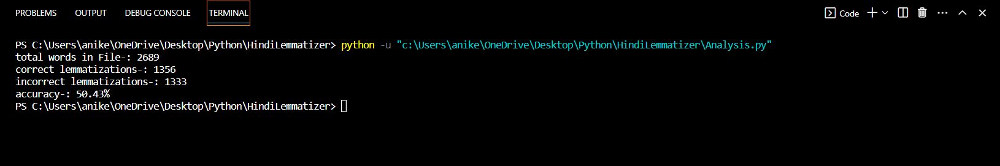 PROBLEMS OUTPUT DEBUG CONSOLE TERMINAL Code
PS C:\Users\anike\OneDrive\Desktop\Python\HindiLemmatizer> python -u "c:\Users\anike\OneDrive\Desktop\Python\HindiLemmatizer\Analysis.py"
total words in File-: 2689
correct lemmatizations-: 1356
incorrect lemmatizations-: 1333
accuracy-: 50.43%
PS C:\Users\anike\OneDrive\Desktop\Python\HindiLemmatizer>